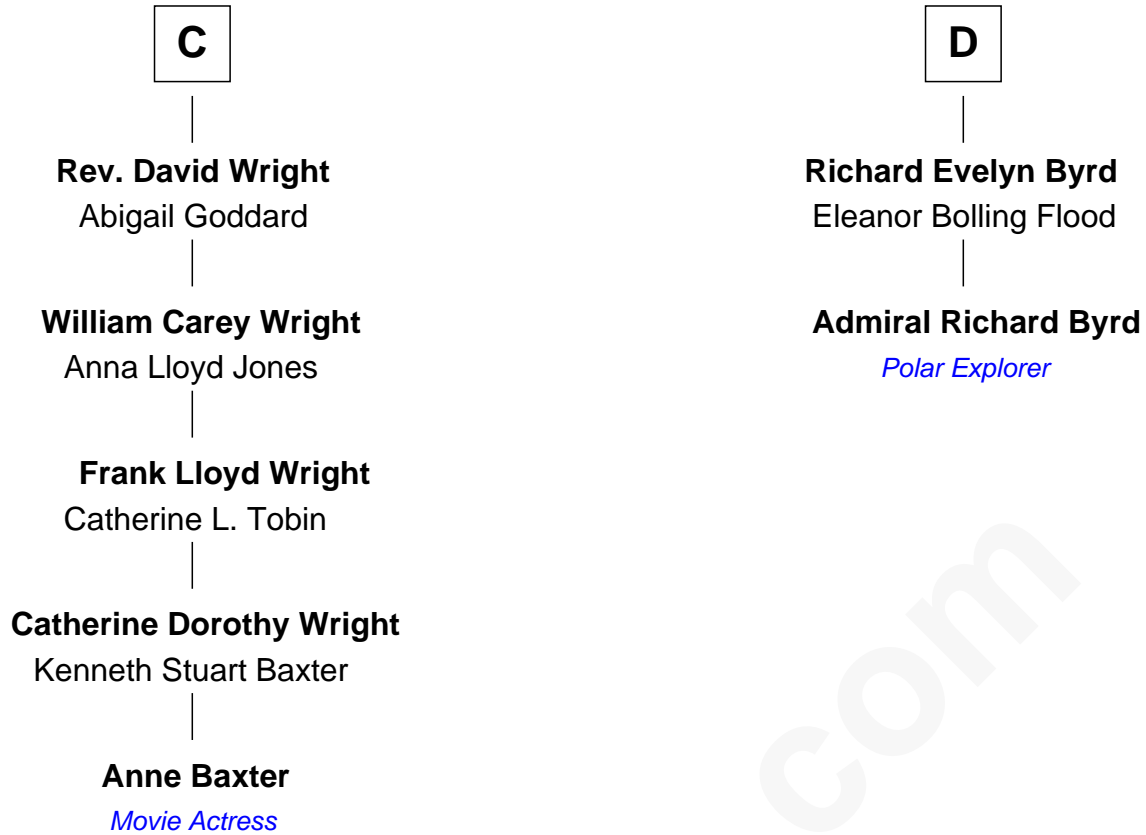 C
Rev. David Wright
Abigail Goddard
William Carey Wright
Anna Lloyd Jones
Frank Lloyd Wright
Catherine L. Tobin
Catherine Dorothy Wright
Kenneth Stuart Baxter
Anne Baxter
Movie Actress
D
Richard Evelyn Byrd
Eleanor Bolling Flood
Admiral Richard Byrd
Polar Explorer
com